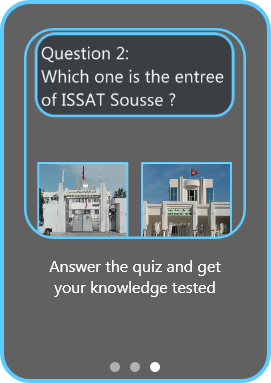 Question 2:
Which one is the entree
of ISSAT Sousse ?
Answer the quiz and get
your knowledge tested